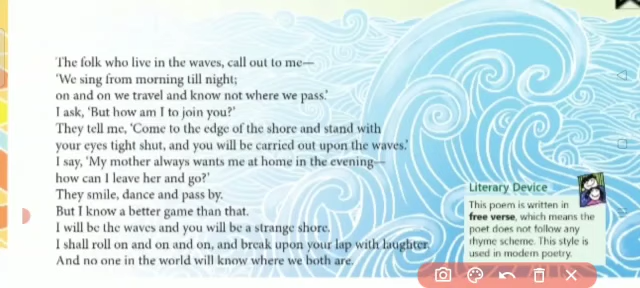 The folk who live in the waves, call out to me—
'We sing from morning till night;
on and on we travel and know not where we pass.'
I ask, 'But how am I to join you?'
They tell me, 'Come to the edge of the shore and stand with
your eyes tight shut, and you will be carried out upon the waves.'
I say, 'My mother always wants me at home in the evening—
how can I leave her and go?'
They smile, dance and pass by.
But I know a better game than that.
I will be the waves and you will be a strange shore.
I shall roll on and on and on, and break upon your lap with laughter.
And no one in the world will know where we both are.
Literary Device
This poem is written in
free verse, which means the
poet does not follow any
rhyme scheme. This style is
used in modern poetry.